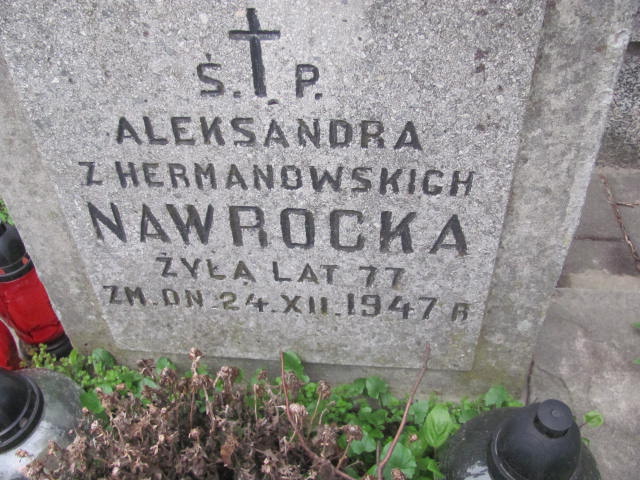 Ś. P.
ALEKSANDRA
Z HERMANOWSKICH
NAWROCKA
ŻYŁA LAT 77
ZM. DN. 24. XII. 1947 R